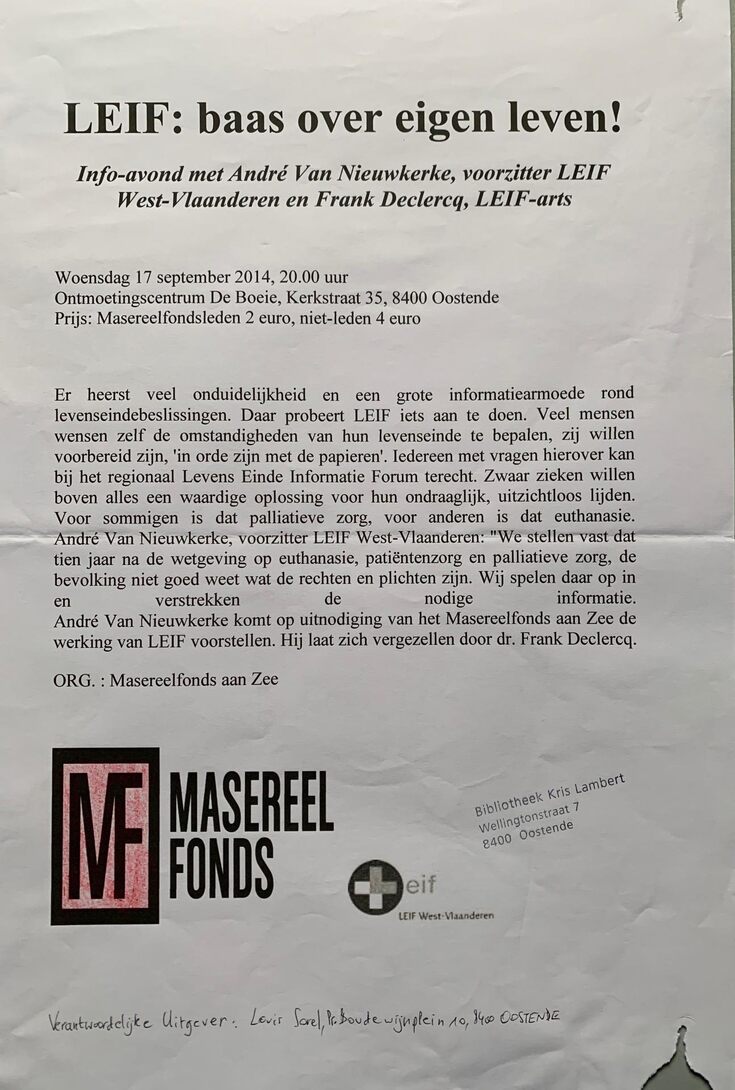 LEIF: baas over eigen leven!
Info-avond met André Van Nieuwkerke, voorzitter LEIF
West-Vlaanderen en Frank Declercq, LEIF-arts
Woensdag 17 september 2014, 20.00 uur
Ontmoetingscentrum De Boeie, Kerkstraat 35, 8400 Oostende
Prijs: Masereelfondsleden 2 euro, niet-leden 4 euro
Er heerst veel onduidelijkheid en een grote informatiearmoede rond
levenseindebeslissingen. Daar probeert LEIF iets aan te doen. Veel mensen
wensen zelf de omstandigheden van hun levenseinde te bepalen, zij willen
voorbereid zijn, 'in orde zijn met de papieren'. Iedereen met vragen hierover kan
bij het regionaal Levens Einde Informatie Forum terecht. Zwaar zieken willen
boven alles een waardige oplossing voor hun ondraaglijk, uitzichtloos lijden.
Voor sommigen is dat palliatieve zorg, voor anderen is dat euthanasie.
André Van Nieuwkerke, voorzitter LEIF West-Vlaanderen: "We stellen vast dat
tien jaar na de wetgeving op euthanasie, patiëntenzorg en palliatieve zorg, de
bevolking niet goed weet wat de rechten en plichten zijn. Wij spelen daar op in
en verstrekken de nodige informatie.
André Van Nieuwkerke komt op uitnodiging van het Masereelfonds aan Zee de
werking van LEIF voorstellen. Hij laat zich vergezellen door dr. Frank Declercq.
ORG. : Masereelfonds aan Zee
MF
MASEREEL
FONDS
Bibliotheek Kris Lambert
Wellingtonstraat 7
8400 Oostende
Leif
LEIF West-Vlaanderen
Verantwoordelijke Uitgever: Louis Sorel, Pr. Boudewijnplein 10, 8400 OOSTENDE